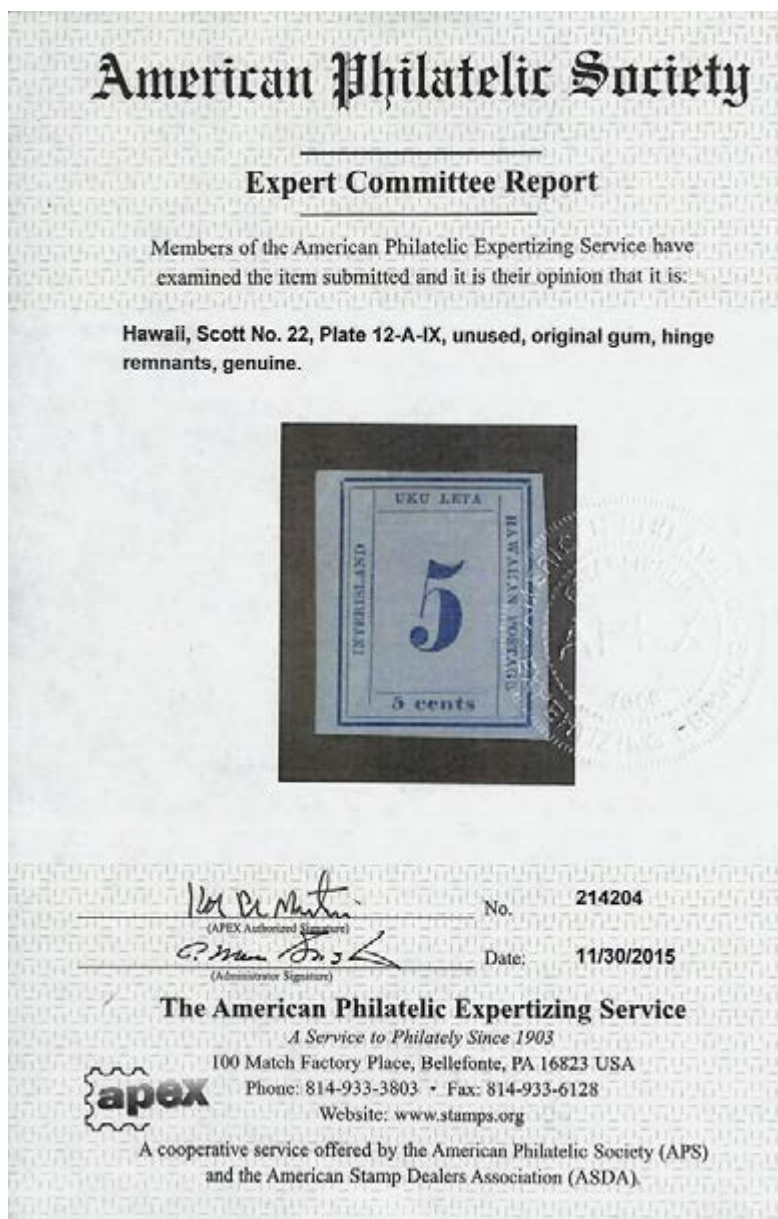 American Philatelic Society
Expert Committee Report
Members of the American Philatelic Expertizing Service have
examined the item submitted and it is their opinion that it is:
Hawaii, Scott No. 22, Plate 12-A-IX, unused, original gum, hinge
remnants, genuine.
UKU LETA
INTERISLAND
HAWAIIAN POSTAGE
5
5 cents
No. 214204
(APEX Authorized Signature)
Date: 11/30/2015
(Administrator Signature)
The American Philatelic Expertizing Service
A Service to Philately Since 1903
100 Match Factory Place, Bellefonte, PA 16823 USA
Phone: 814-933-3803 • Fax: 814-933-6128
Website: www.stamps.org
apex
A cooperative service offered by the American Philatelic Society (APS)
and the American Stamp Dealers Association (ASDA).